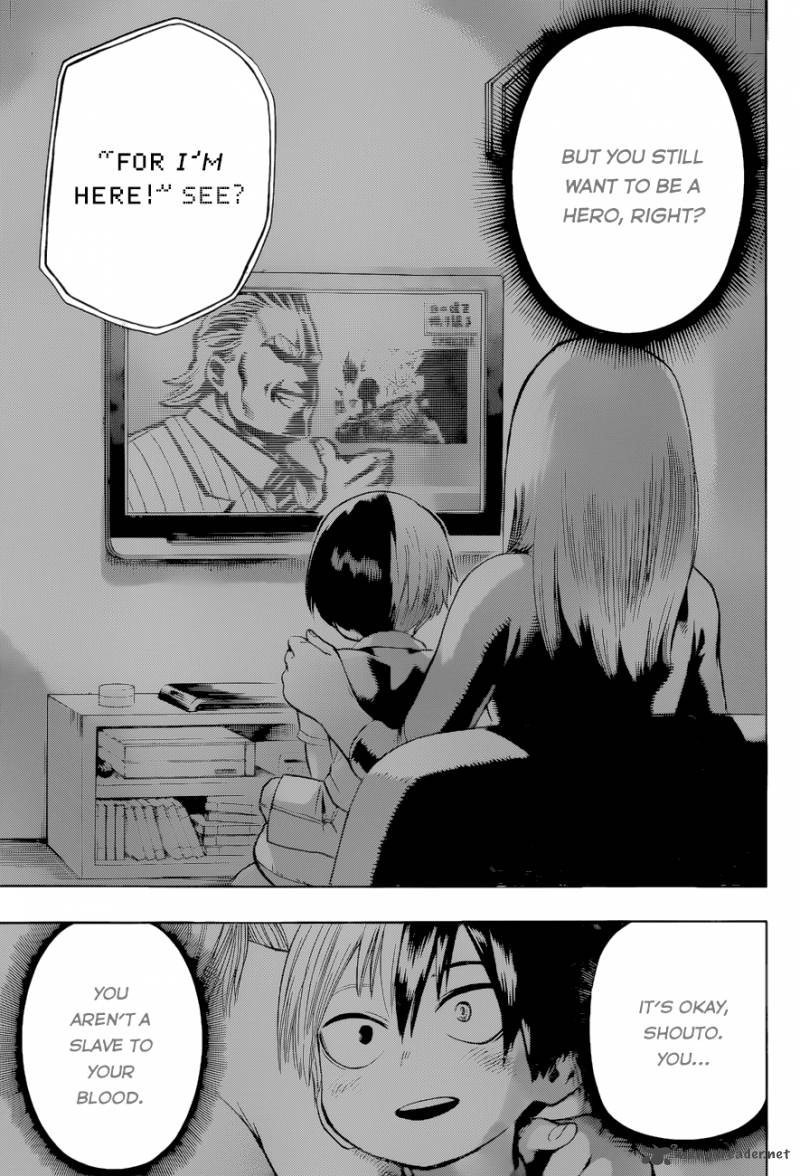 BUT YOU STILL
WANT TO BE A
HERO, RIGHT?
"FOR I'M
HERE!" SEE?
IT'S OKAY,
SHOUTO.
YOU...
YOU
AREN'T A
SLAVE TO
YOUR
BLOOD.